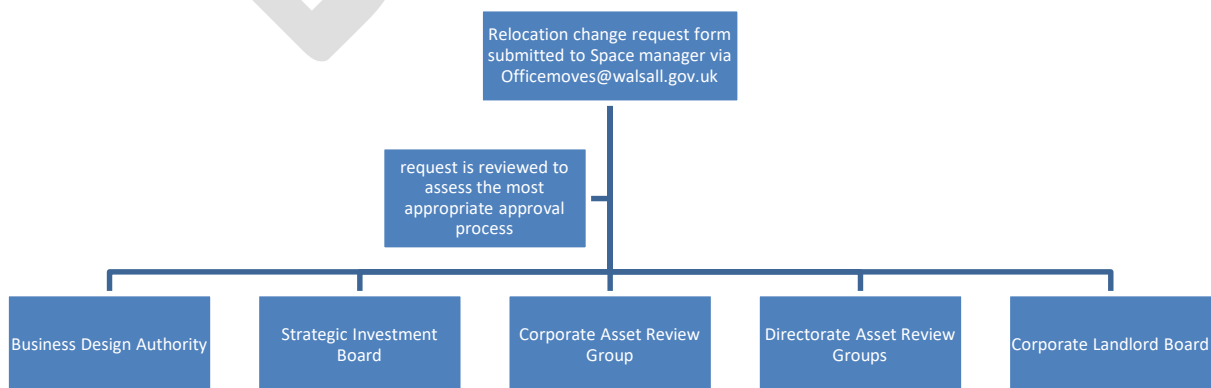 Relocation change request form
submitted to Space manager via
Officemoves@walsall.gov.uk
request is reviewed to
assess the most
appropriate approval
process
Business Design Authority
Strategic Investment
Board
Corporate Asset Review
Group
Directorate Asset Review
Groups
Corporate Landlord Board